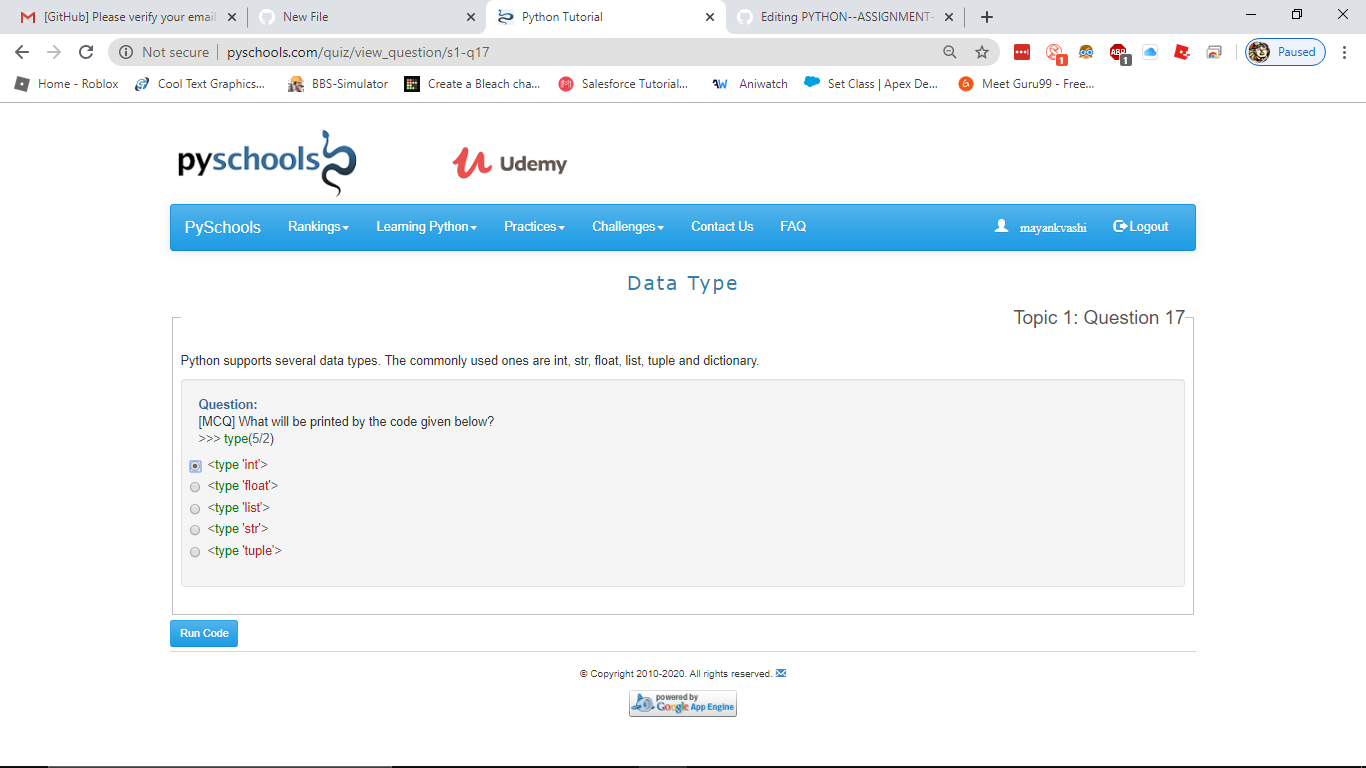 [GitHub] Please verify your email
New File
Python Tutorial
Editing PYTHON--ASSIGNMENT-
Not secure | pyschools.com/quiz/view_question/s1-q17
1
ABP
1
Paused
Home - Roblox
Cool Text Graphics...
BBS-Simulator
Create a Bleach cha...
Salesforce Tutorial...
Aniwatch
Set Class | Apex De...
Meet Guru99 - Free...
pyschools
Udemy
PySchools
Rankings
Learning Python
Practices
Challenges
Contact Us
FAQ
mayankvashi
Logout
Data Type
Topic 1: Question 17
Python supports several data types. The commonly used ones are int, str, float, list, tuple and dictionary.
Question:
[MCQ] What will be printed by the code given below?
>>> type(5/2)
<type 'int'>
<type 'float'>
<type 'list'>
<type 'str'>
<type 'tuple'>
Run Code
© Copyright 2010-2020. All rights reserved.
powered by
Google App Engine